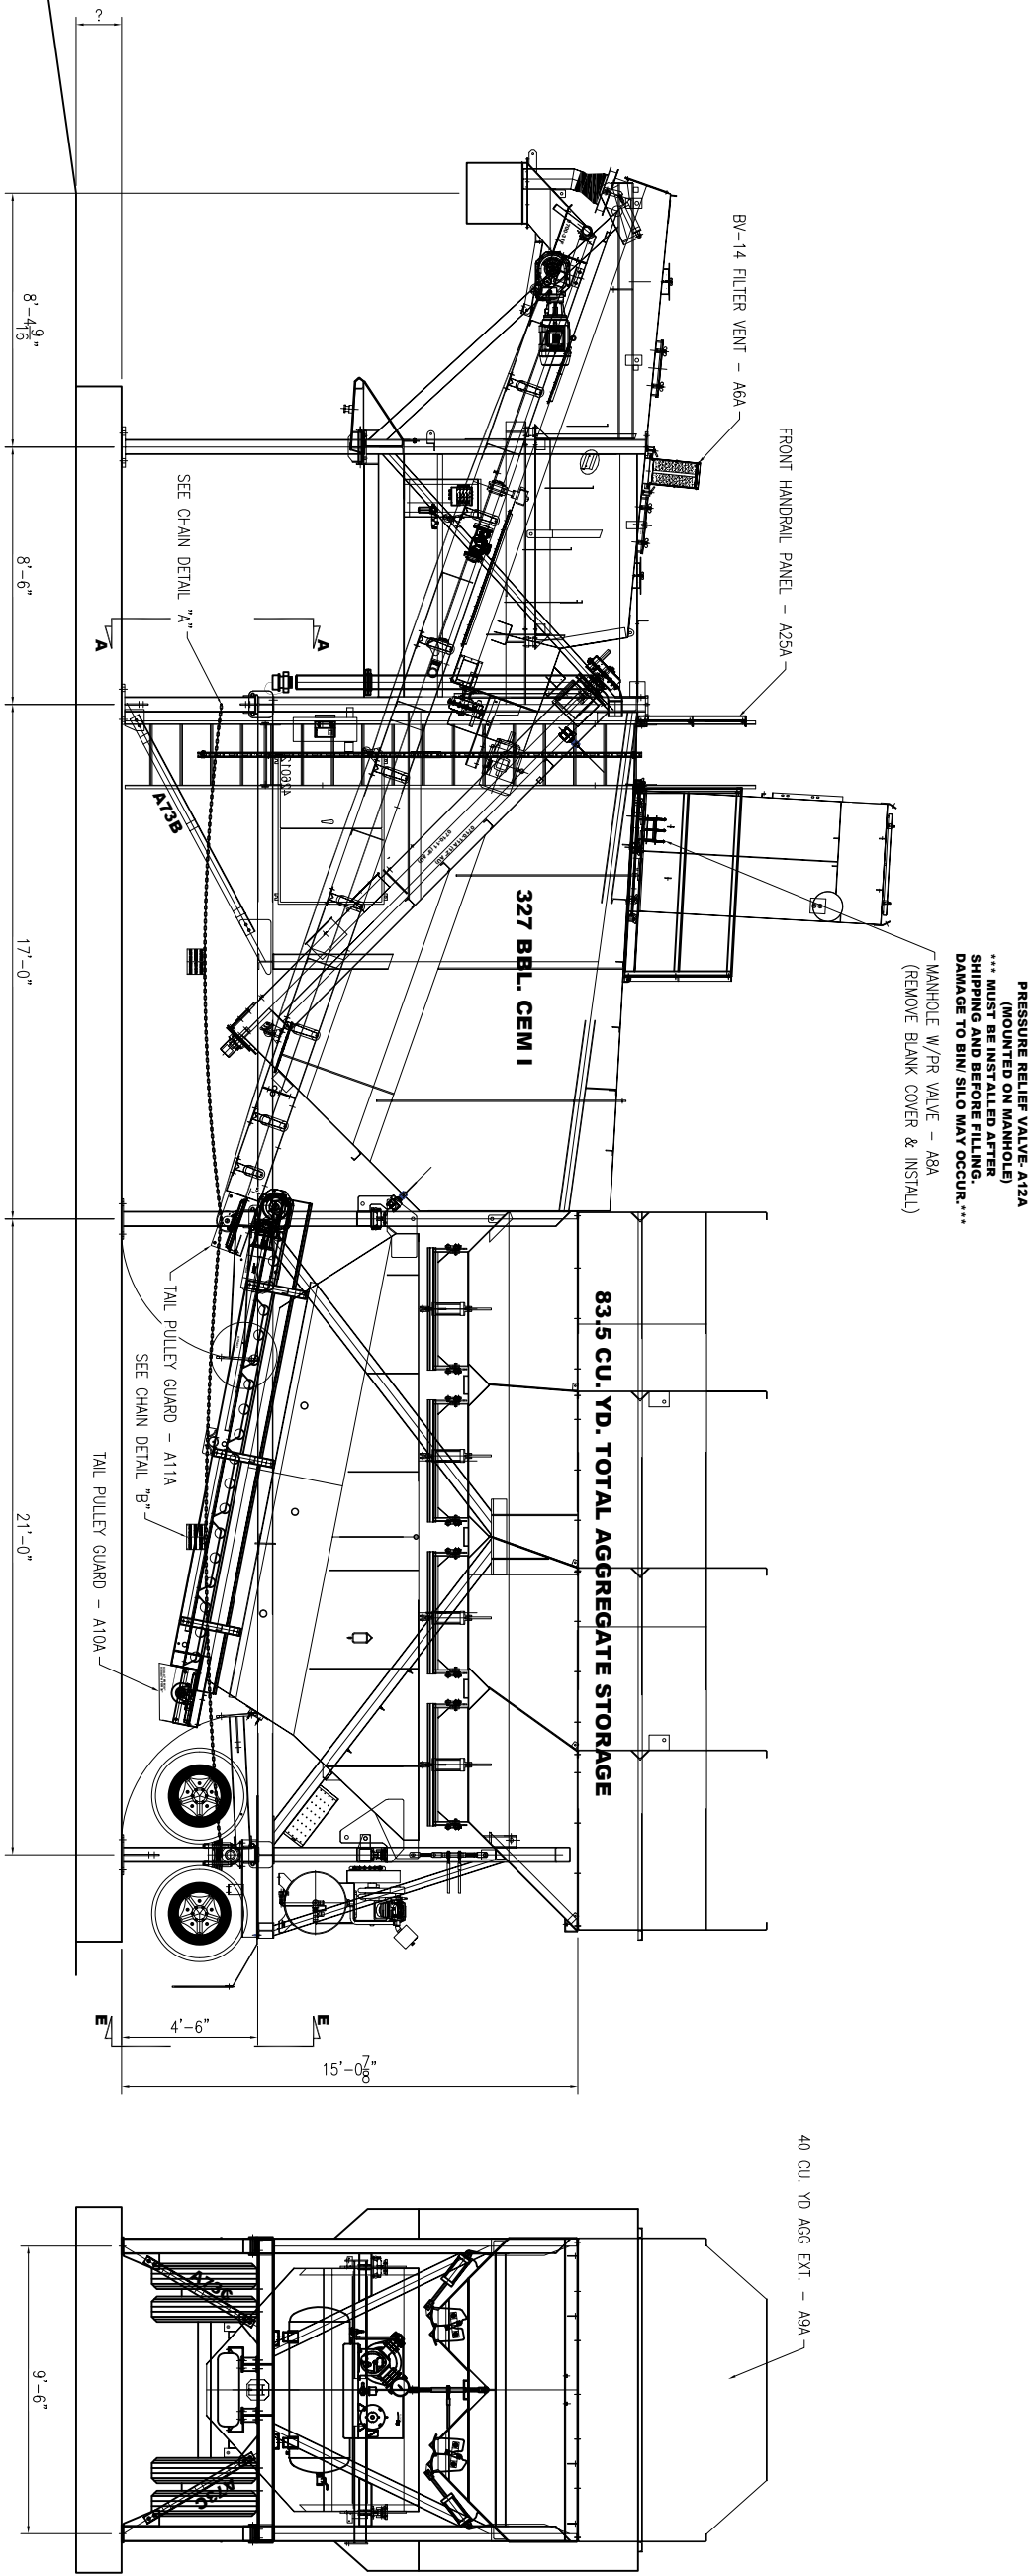 PRESSURE RELIEF VALVE- A12A
(MOUNTED ON MANHOLE)
*** MUST BE INSTALLED AFTER
SHIPPING AND BEFORE FILLING.
DAMAGE TO BIN/ SILO MAY OCCUR.***
MANHOLE W/PR VALVE - A8A
(REMOVE BLANK COVER & INSTALL)
40 CU. YD AGG EXT. - A9A
BV-14 FILTER VENT - A6A
FRONT HANDRAIL PANEL - A25A
327 BBL. CEM I
83.5 CU. YD. TOTAL AGGREGATE STORAGE
SEE CHAIN DETAIL "A"
A73B
TAIL PULLEY GUARD - A11A
SEE CHAIN DETAIL "B"
TAIL PULLEY GUARD - A10A
A
A
E
E
4'-6"
15'-0 7/8"
A73C
A73C
?
8'-4 9/16"
8'-6"
17'-0"
21'-0"
9'-6"